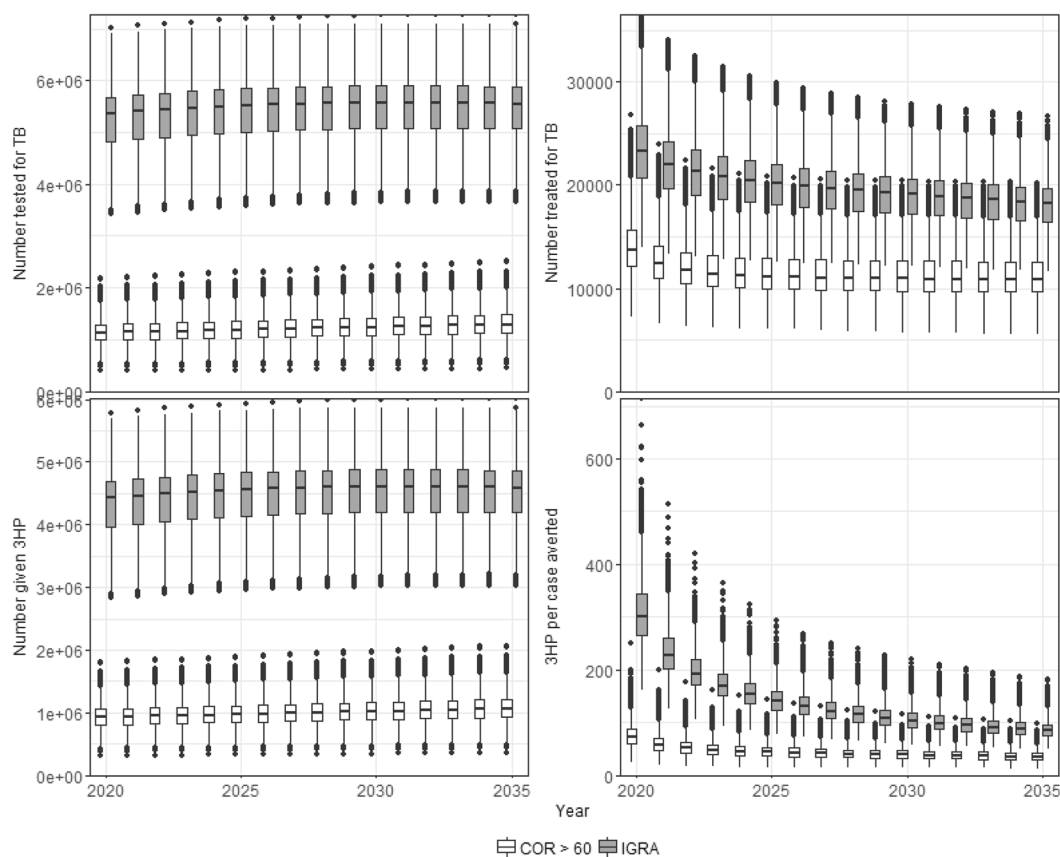 Number tested for TB
6e+06
4e+06
2e+06
0e+00
Number treated for TB
30000
20000
10000
0
Number given 3HP
6e+06
5e+06
4e+06
3e+06
2e+06
1e+06
0e+00
2020 2025 2030 2035
3HP per case averted
600
400
200
0
2020 2025 2030 2035
Year
COR > 60 IGRA